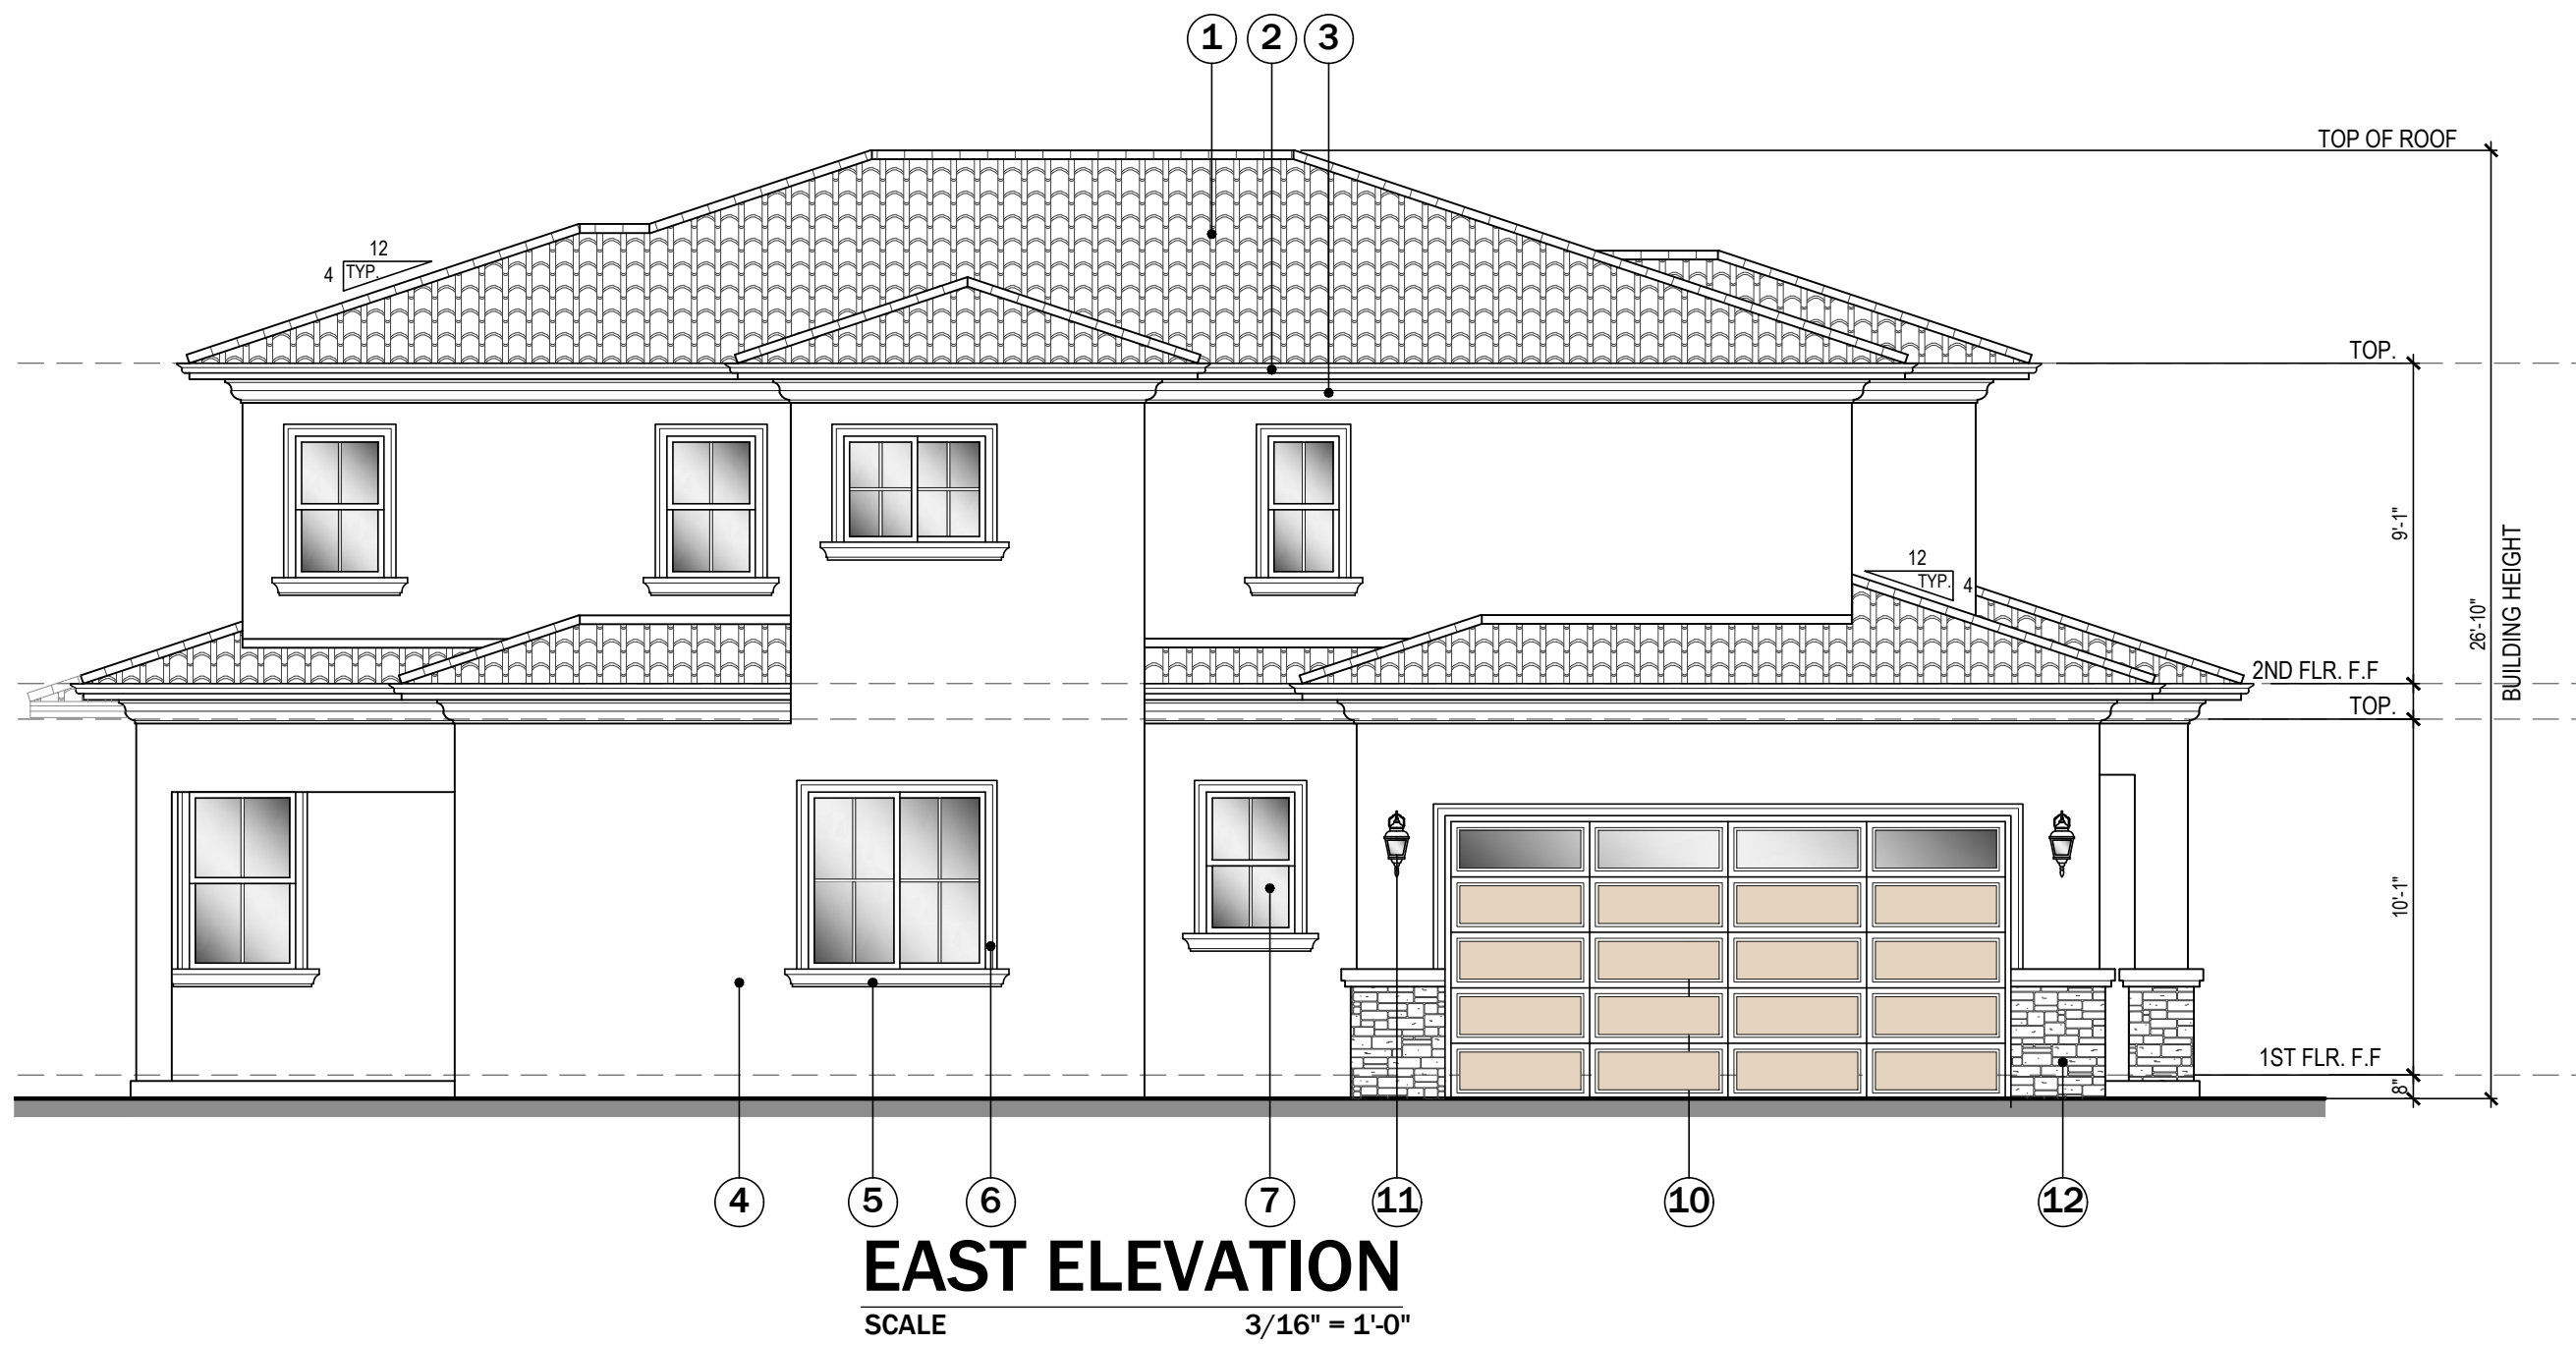 1 2 3
TOP OF ROOF
12
4 TYP.
TOP.
9'-1"
12
TYP. 4
26'-10"
BUILDING HEIGHT
2ND FLR. F.F
TOP.
10'-1"
1ST FLR. F.F
8"
4 5 6 7 11 10 12
EAST ELEVATION
SCALE 3/16" = 1'-0"